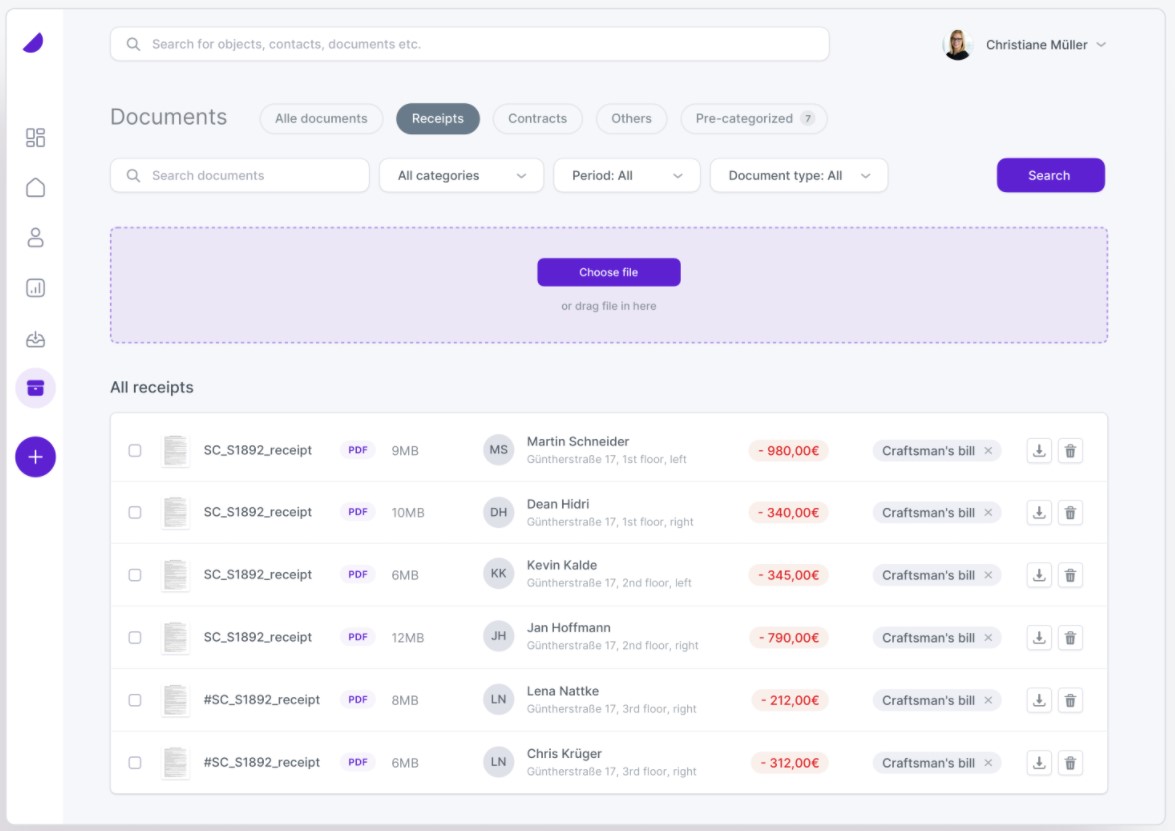 Search for objects, contacts, documents etc.
Christiane Müller
Documents
Alle documents
Receipts
Contracts
Others
Pre-categorized 7
Search documents
All categories
Period: All
Document type: All
Search
Choose file
or drag file in here
All receipts
SC_S1892_receipt PDF 9MB MS Martin Schneider - 980,00€ Craftsman's bill ×
Güntherstraße 17, 1st floor, left
SC_S1892_receipt PDF 10MB DH Dean Hidri - 340,00€ Craftsman's bill ×
Güntherstraße 17, 1st floor, right
SC_S1892_receipt PDF 6MB KK Kevin Kalde - 345,00€ Craftsman's bill ×
Güntherstraße 17, 2nd floor, left
SC_S1892_receipt PDF 12MB JH Jan Hoffmann - 790,00€ Craftsman's bill ×
Güntherstraße 17, 2nd floor, right
#SC_S1892_receipt PDF 8MB LN Lena Nattke - 212,00€ Craftsman's bill ×
Güntherstraße 17, 3rd floor, right
#SC_S1892_receipt PDF 6MB LN Chris Krüger - 312,00€ Craftsman's bill ×
Güntherstraße 17, 3rd floor, right